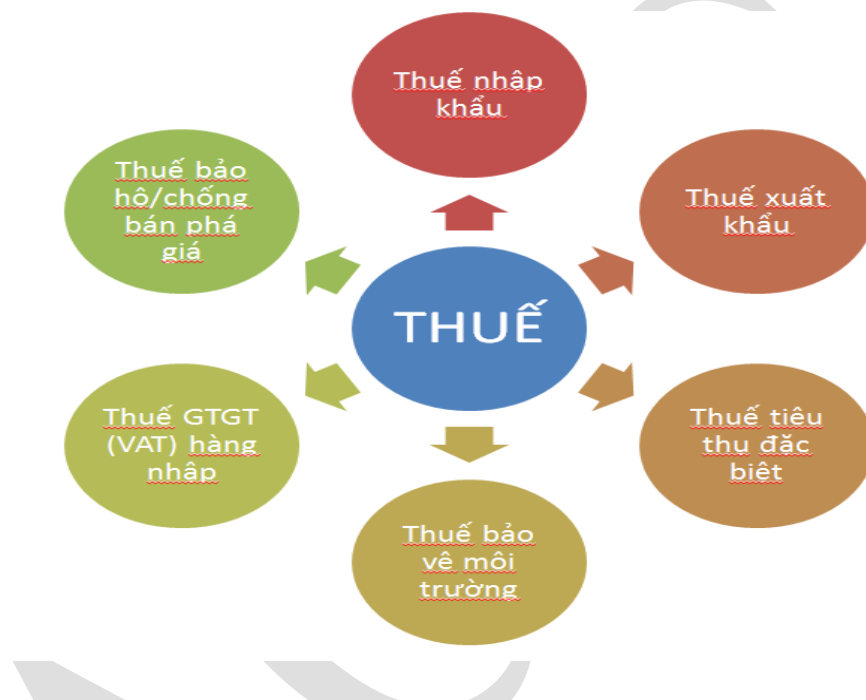 Thuế nhập
khẩu
Thuế xuất
khẩu
Thuế tiêu
thụ đặc
biệt
Thuế bảo
vệ môi
trường
Thuế GTGT
(VAT) hàng
nhập
Thuế bảo
hộ/chống
bán phá
giá
THUẾ